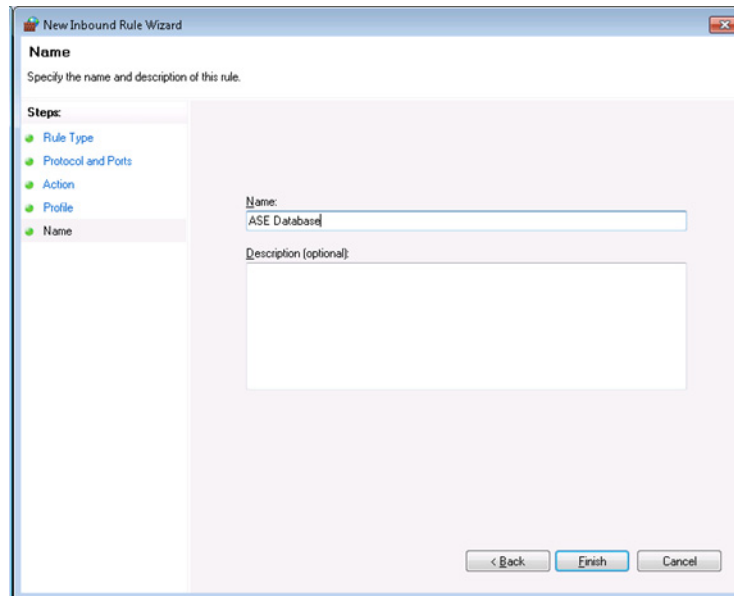 New Inbound Rule Wizard
Name
Specify the name and description of this rule.
Steps:
Rule Type
Protocol and Ports
Action
Profile
Name
Name:
ASE Database
Description (optional):
< Back
Finish
Cancel